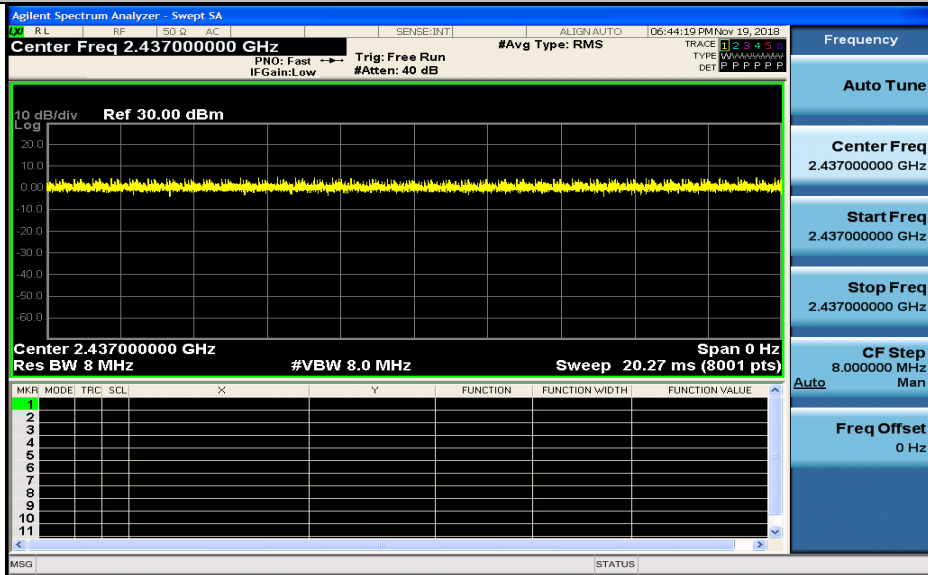 Agilent Spectrum Analyzer - Swept SA
LXI RL RF 50 Ω AC SENSE:INT ALIGN AUTO 06:44:19 PM Nov 19, 2018
Center Freq 2.437000000 GHz
PNO: Fast
IFGain:Low
Trig: Free Run
#Atten: 40 dB
#Avg Type: RMS
TRACE 1 2 3 4 5 6
TYPE WWWWWW
DET P P P P P P
10 dB/div Ref 30.00 dBm
Log
20.0
10.0
0.00
-10.0
-20.0
-30.0
-40.0
-50.0
-60.0
Center 2.437000000 GHz Span 0 Hz
Res BW 8 MHz #VBW 8.0 MHz Sweep 20.27 ms (8001 pts)
MKR MODE TRC SCL X Y FUNCTION FUNCTION WIDTH FUNCTION VALUE
1
2
3
4
5
6
7
8
9
10
11
MSG STATUS
Frequency
Auto Tune
Center Freq
2.437000000 GHz
Start Freq
2.437000000 GHz
Stop Freq
2.437000000 GHz
CF Step
8.000000 MHz
Auto Man
Freq Offset
0 Hz